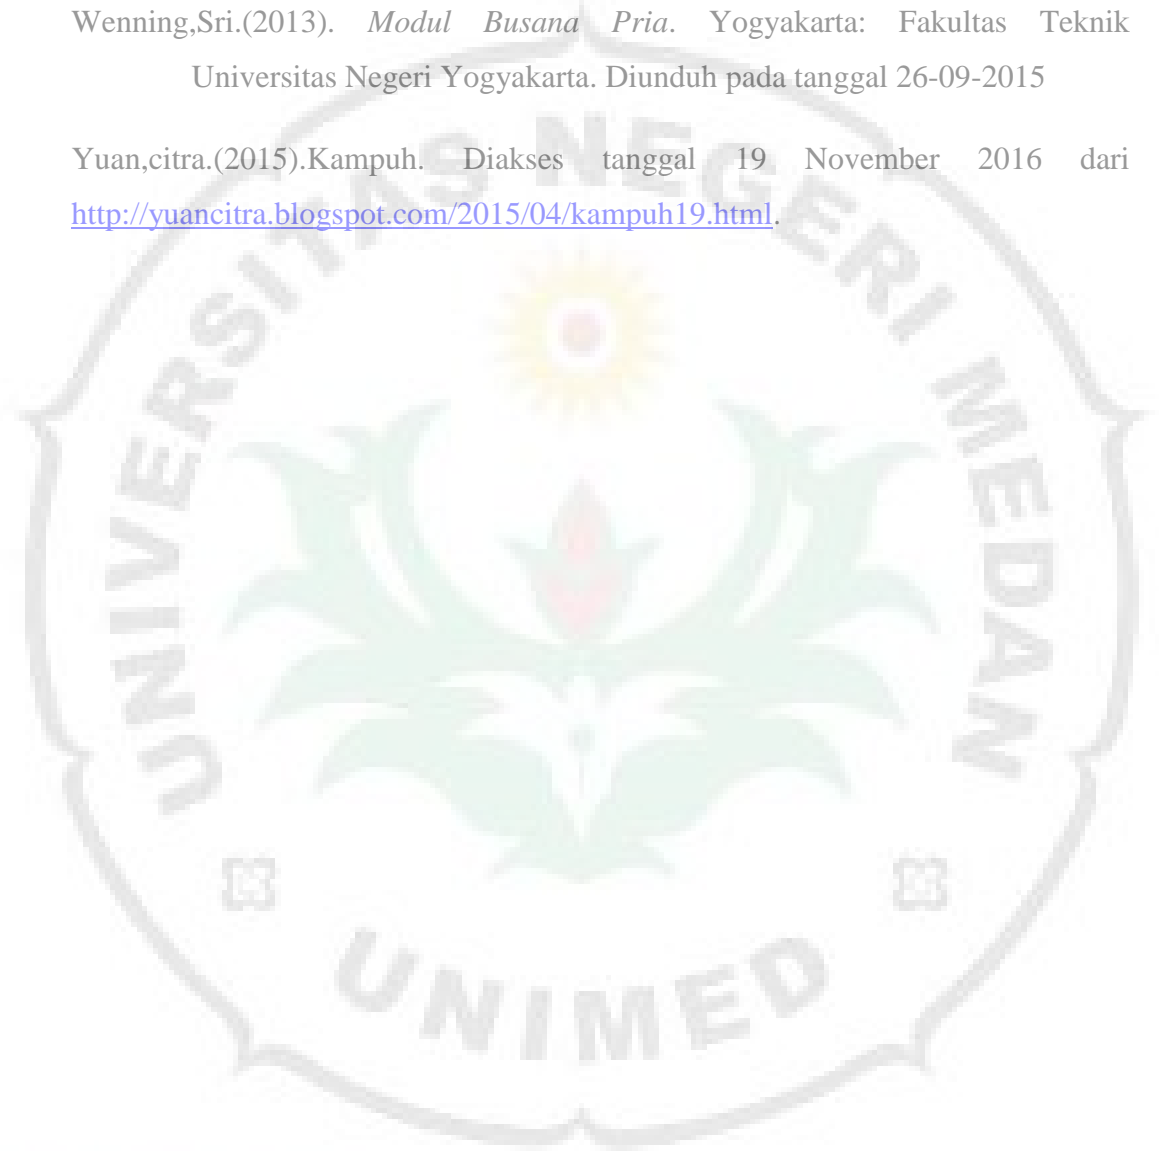 Wenning,Sri.(2013). Modul Busana Pria. Yogyakarta: Fakultas Teknik
Universitas Negeri Yogyakarta. Diunduh pada tanggal 26-09-2015
Yuan,citra.(2015).Kampuh. Diakses tanggal 19 November 2016 dari
http://yuancitra.blogspot.com/2015/04/kampuh19.html.
UNIVERSITAS NEGERI MEDAN
UNIMED